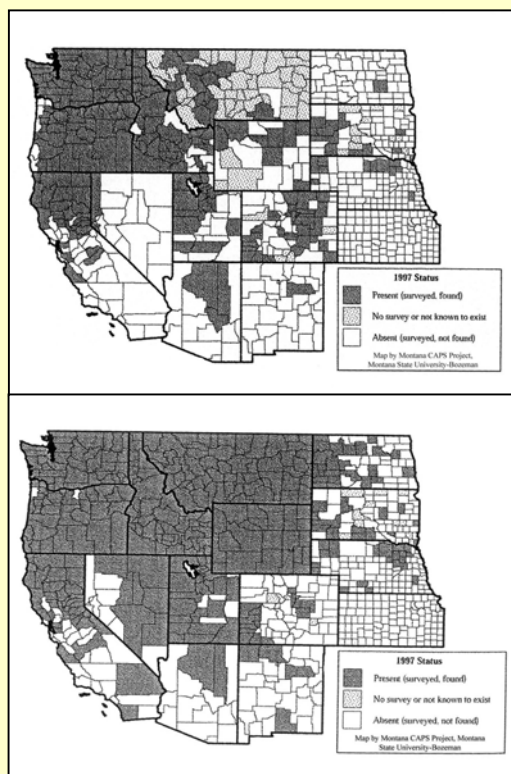 1997 Status
Present (surveyed, found)
No survey or not known to exist
Absent (surveyed, not found)
Map by Montana CAPS Project,
Montana State University-Bozeman
1997 Status
Present (surveyed, found)
No survey or not known to exist
Absent (surveyed, not found)
Map by Montana CAPS Project, Montana
State University-Bozeman